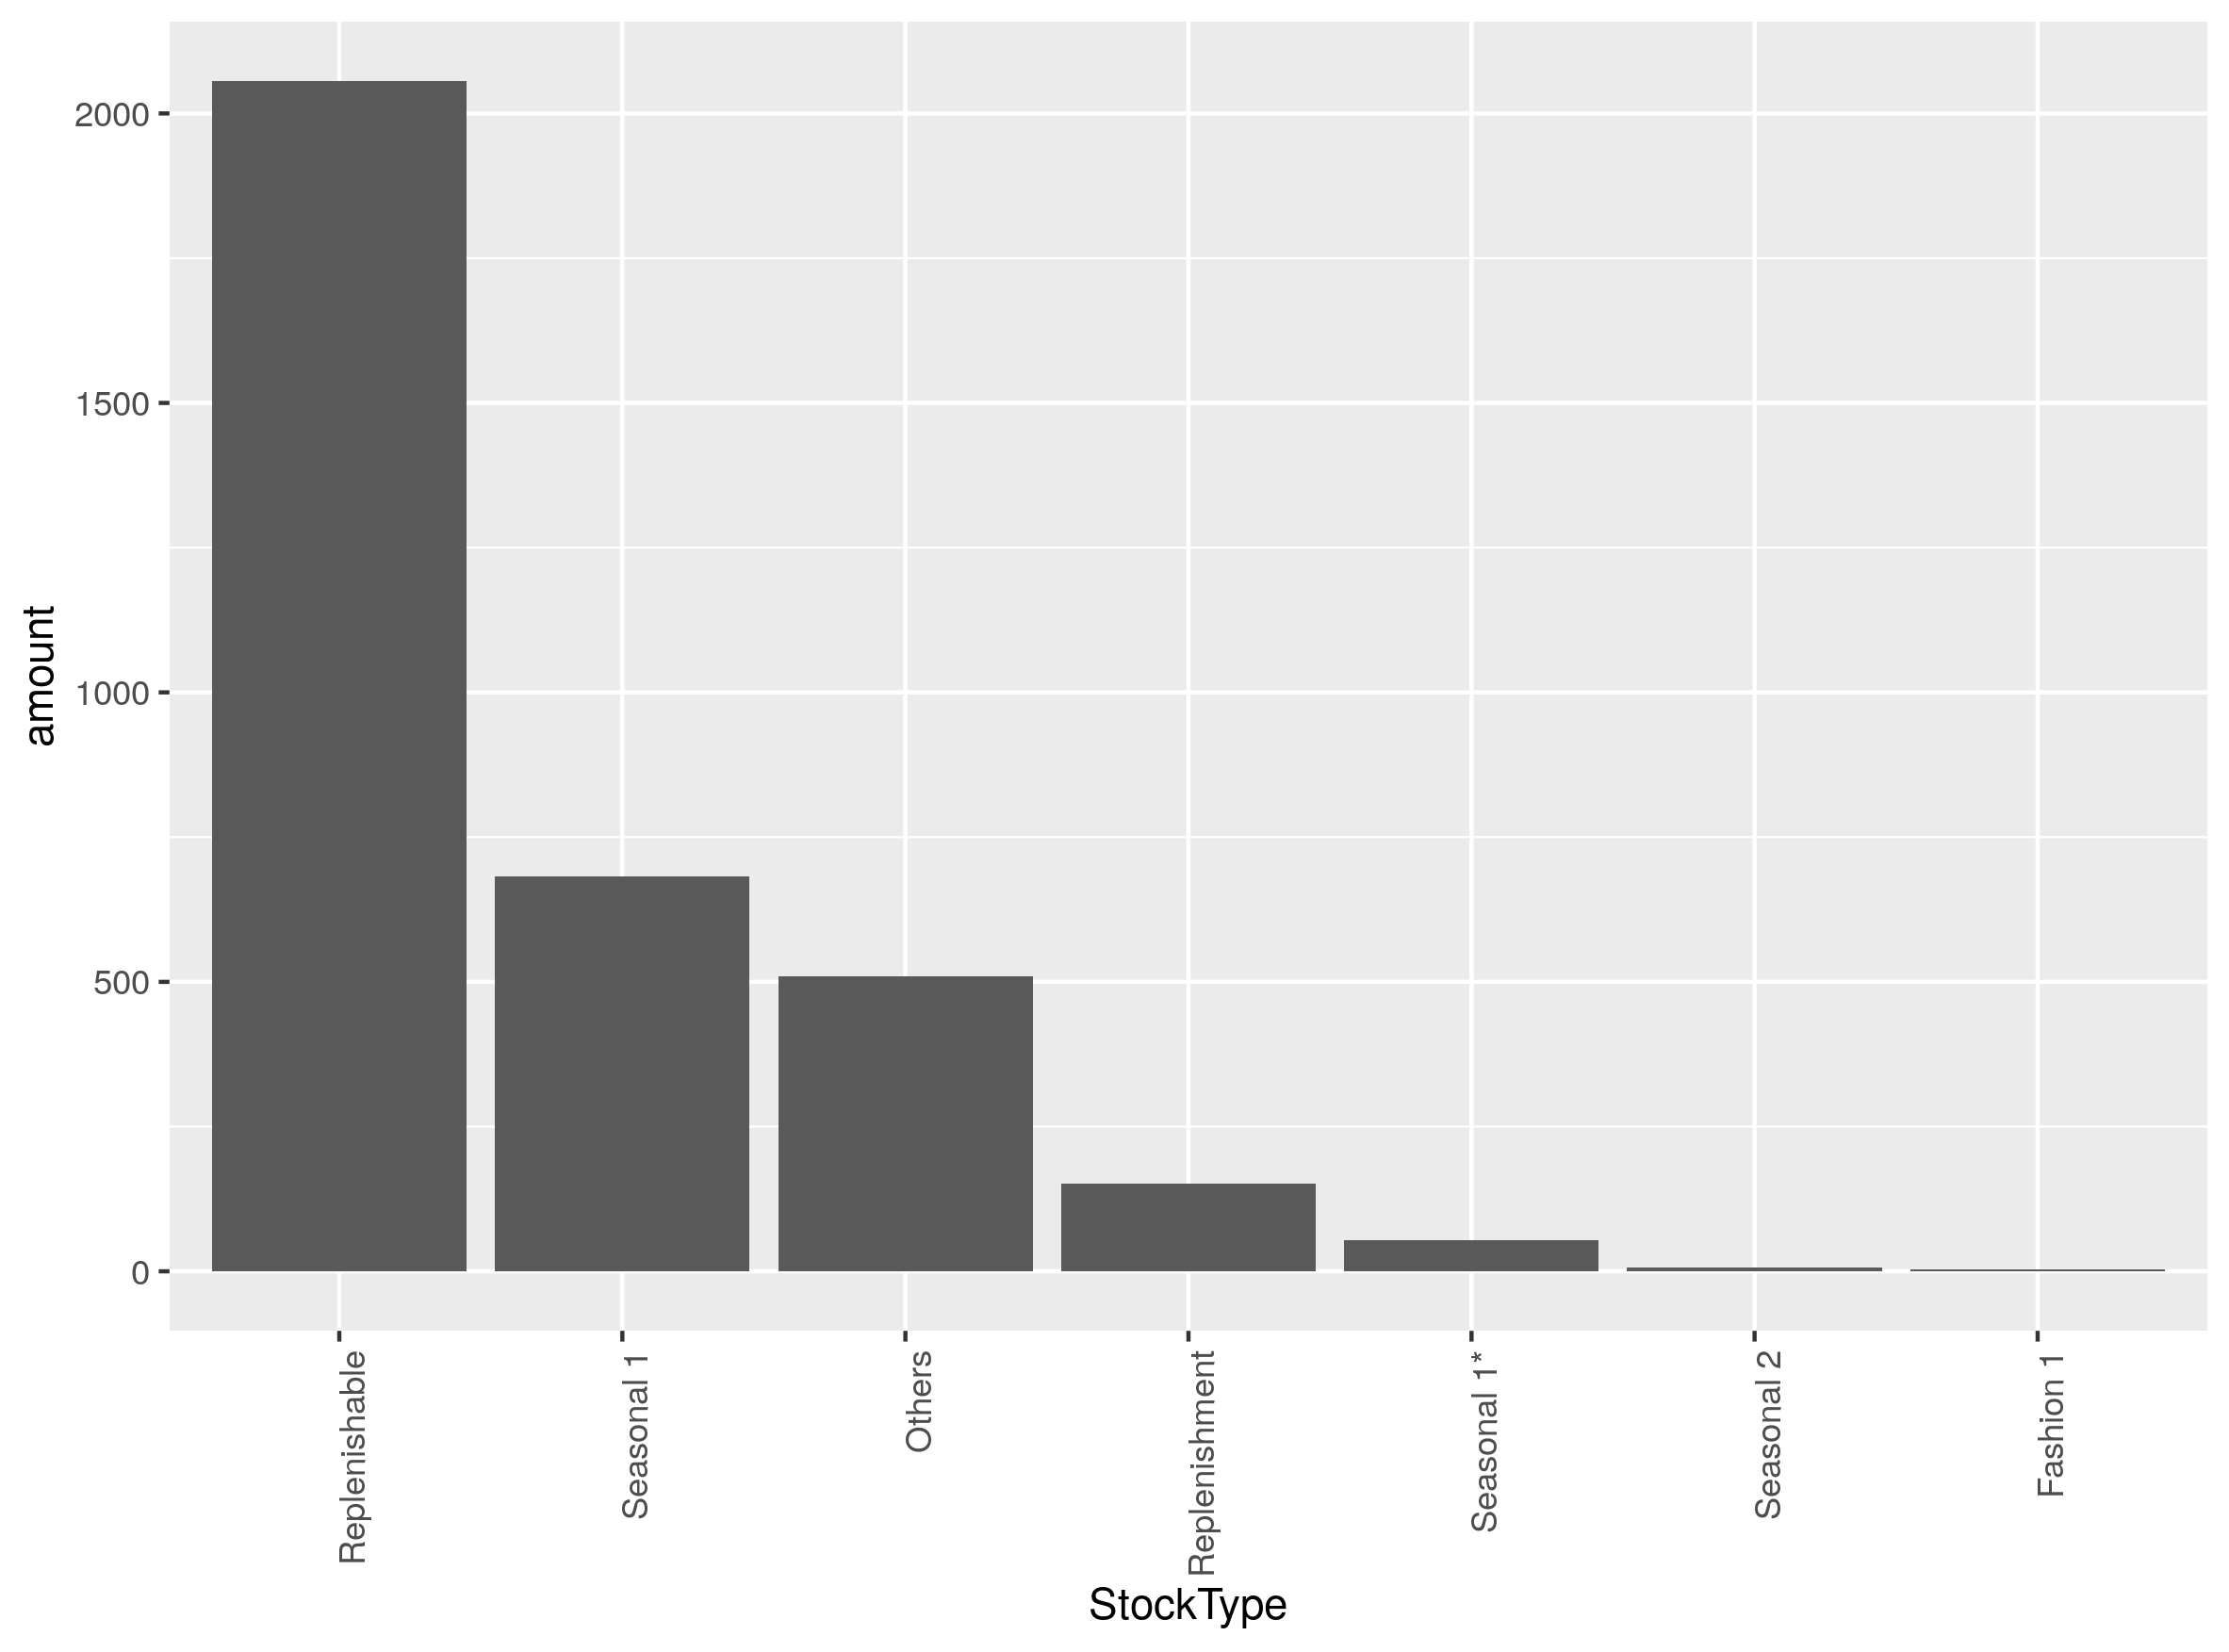 amount
2000
1500
1000
500
0
Replenishable
Seasonal 1
Others
Replenishment
Seasonal 1*
Seasonal 2
Fashion 1
StockType